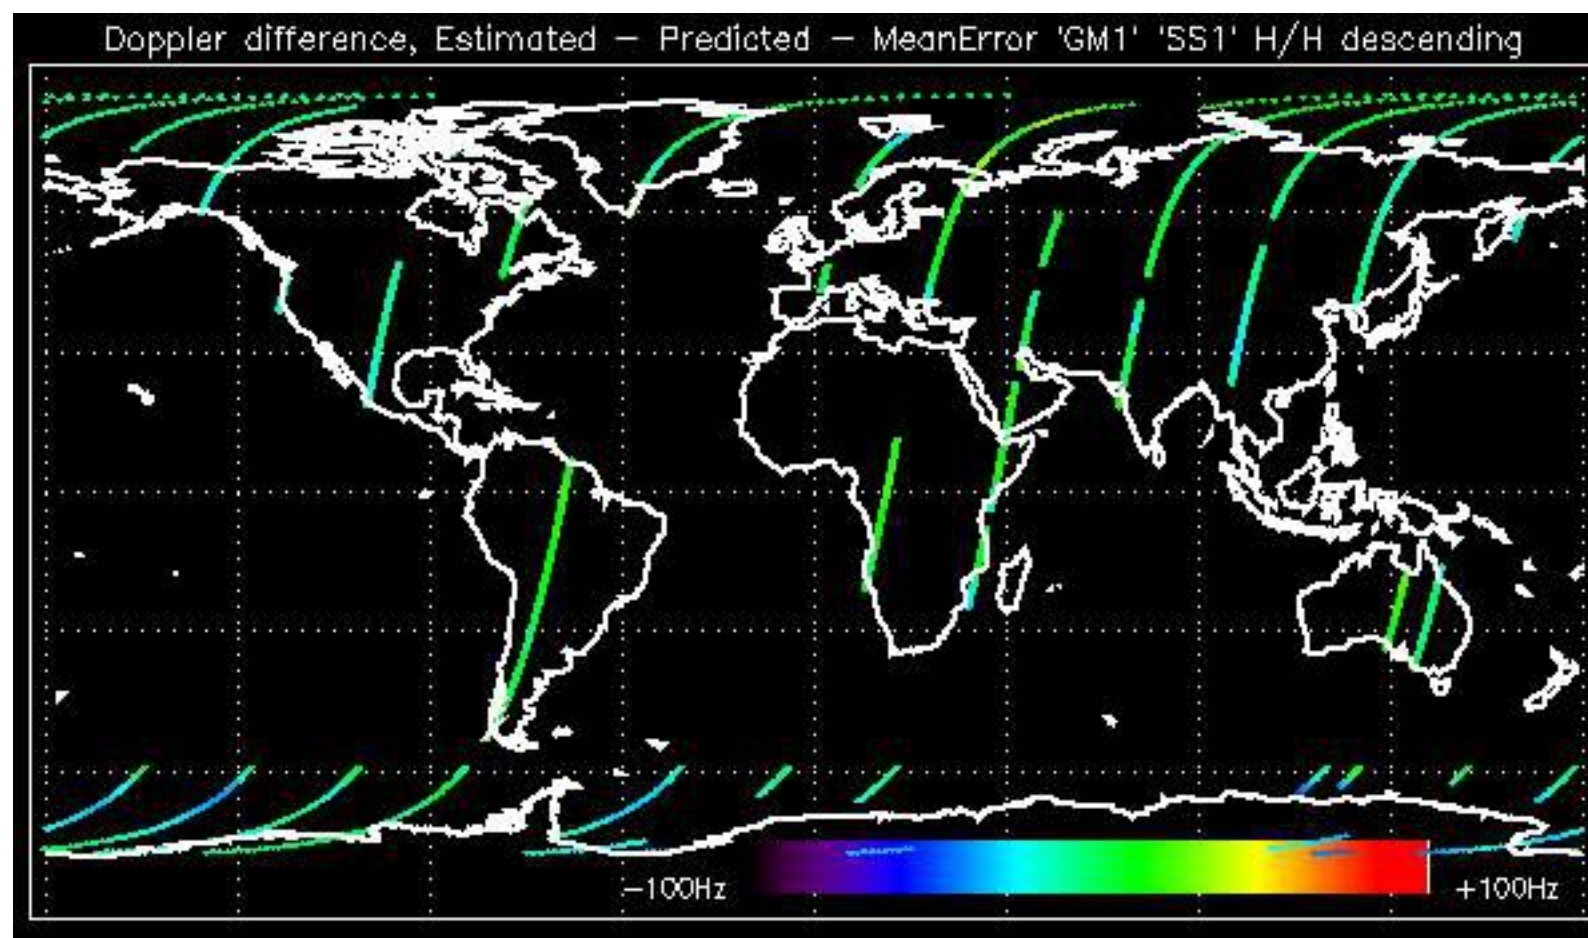 Doppler difference, Estimated – Predicted – MeanError 'GM1' 'SS1' H/H descending
–100Hz
+100Hz